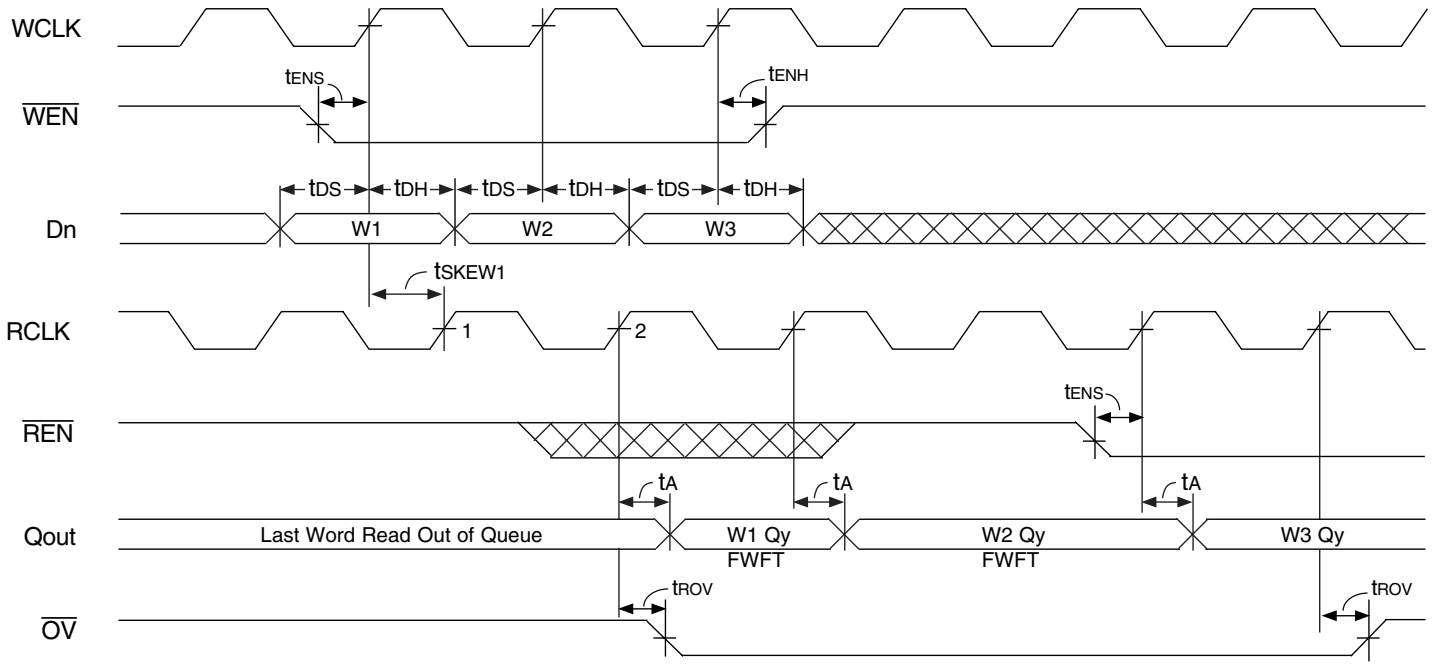 WCLK
tENS
tENH
WEN
tDS tDH tDS tDH tDS tDH
Dn W1 W2 W3
tSKEW1
RCLK 1 2
tENS
REN
tA tA tA
Qout Last Word Read Out of Queue W1 Qy W2 Qy W3 Qy
FWFT FWFT
tROV tROV
OV